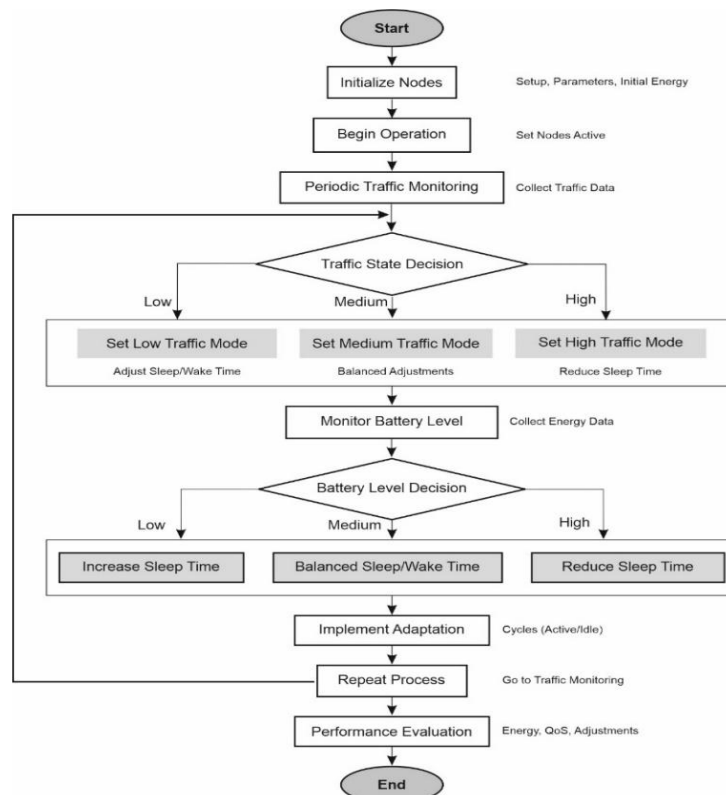 Start
Initialize Nodes
Setup, Parameters, Initial Energy
Begin Operation
Set Nodes Active
Periodic Traffic Monitoring
Collect Traffic Data
Traffic State Decision
Low
Medium
High
Set Low Traffic Mode
Set Medium Traffic Mode
Set High Traffic Mode
Adjust Sleep/Wake Time
Balanced Adjustments
Reduce Sleep Time
Monitor Battery Level
Collect Energy Data
Battery Level Decision
Low
Medium
High
Increase Sleep Time
Balanced Sleep/Wake Time
Reduce Sleep Time
Implement Adaptation
Cycles (Active/Idle)
Repeat Process
Go to Traffic Monitoring
Performance Evaluation
Energy, QoS, Adjustments
End